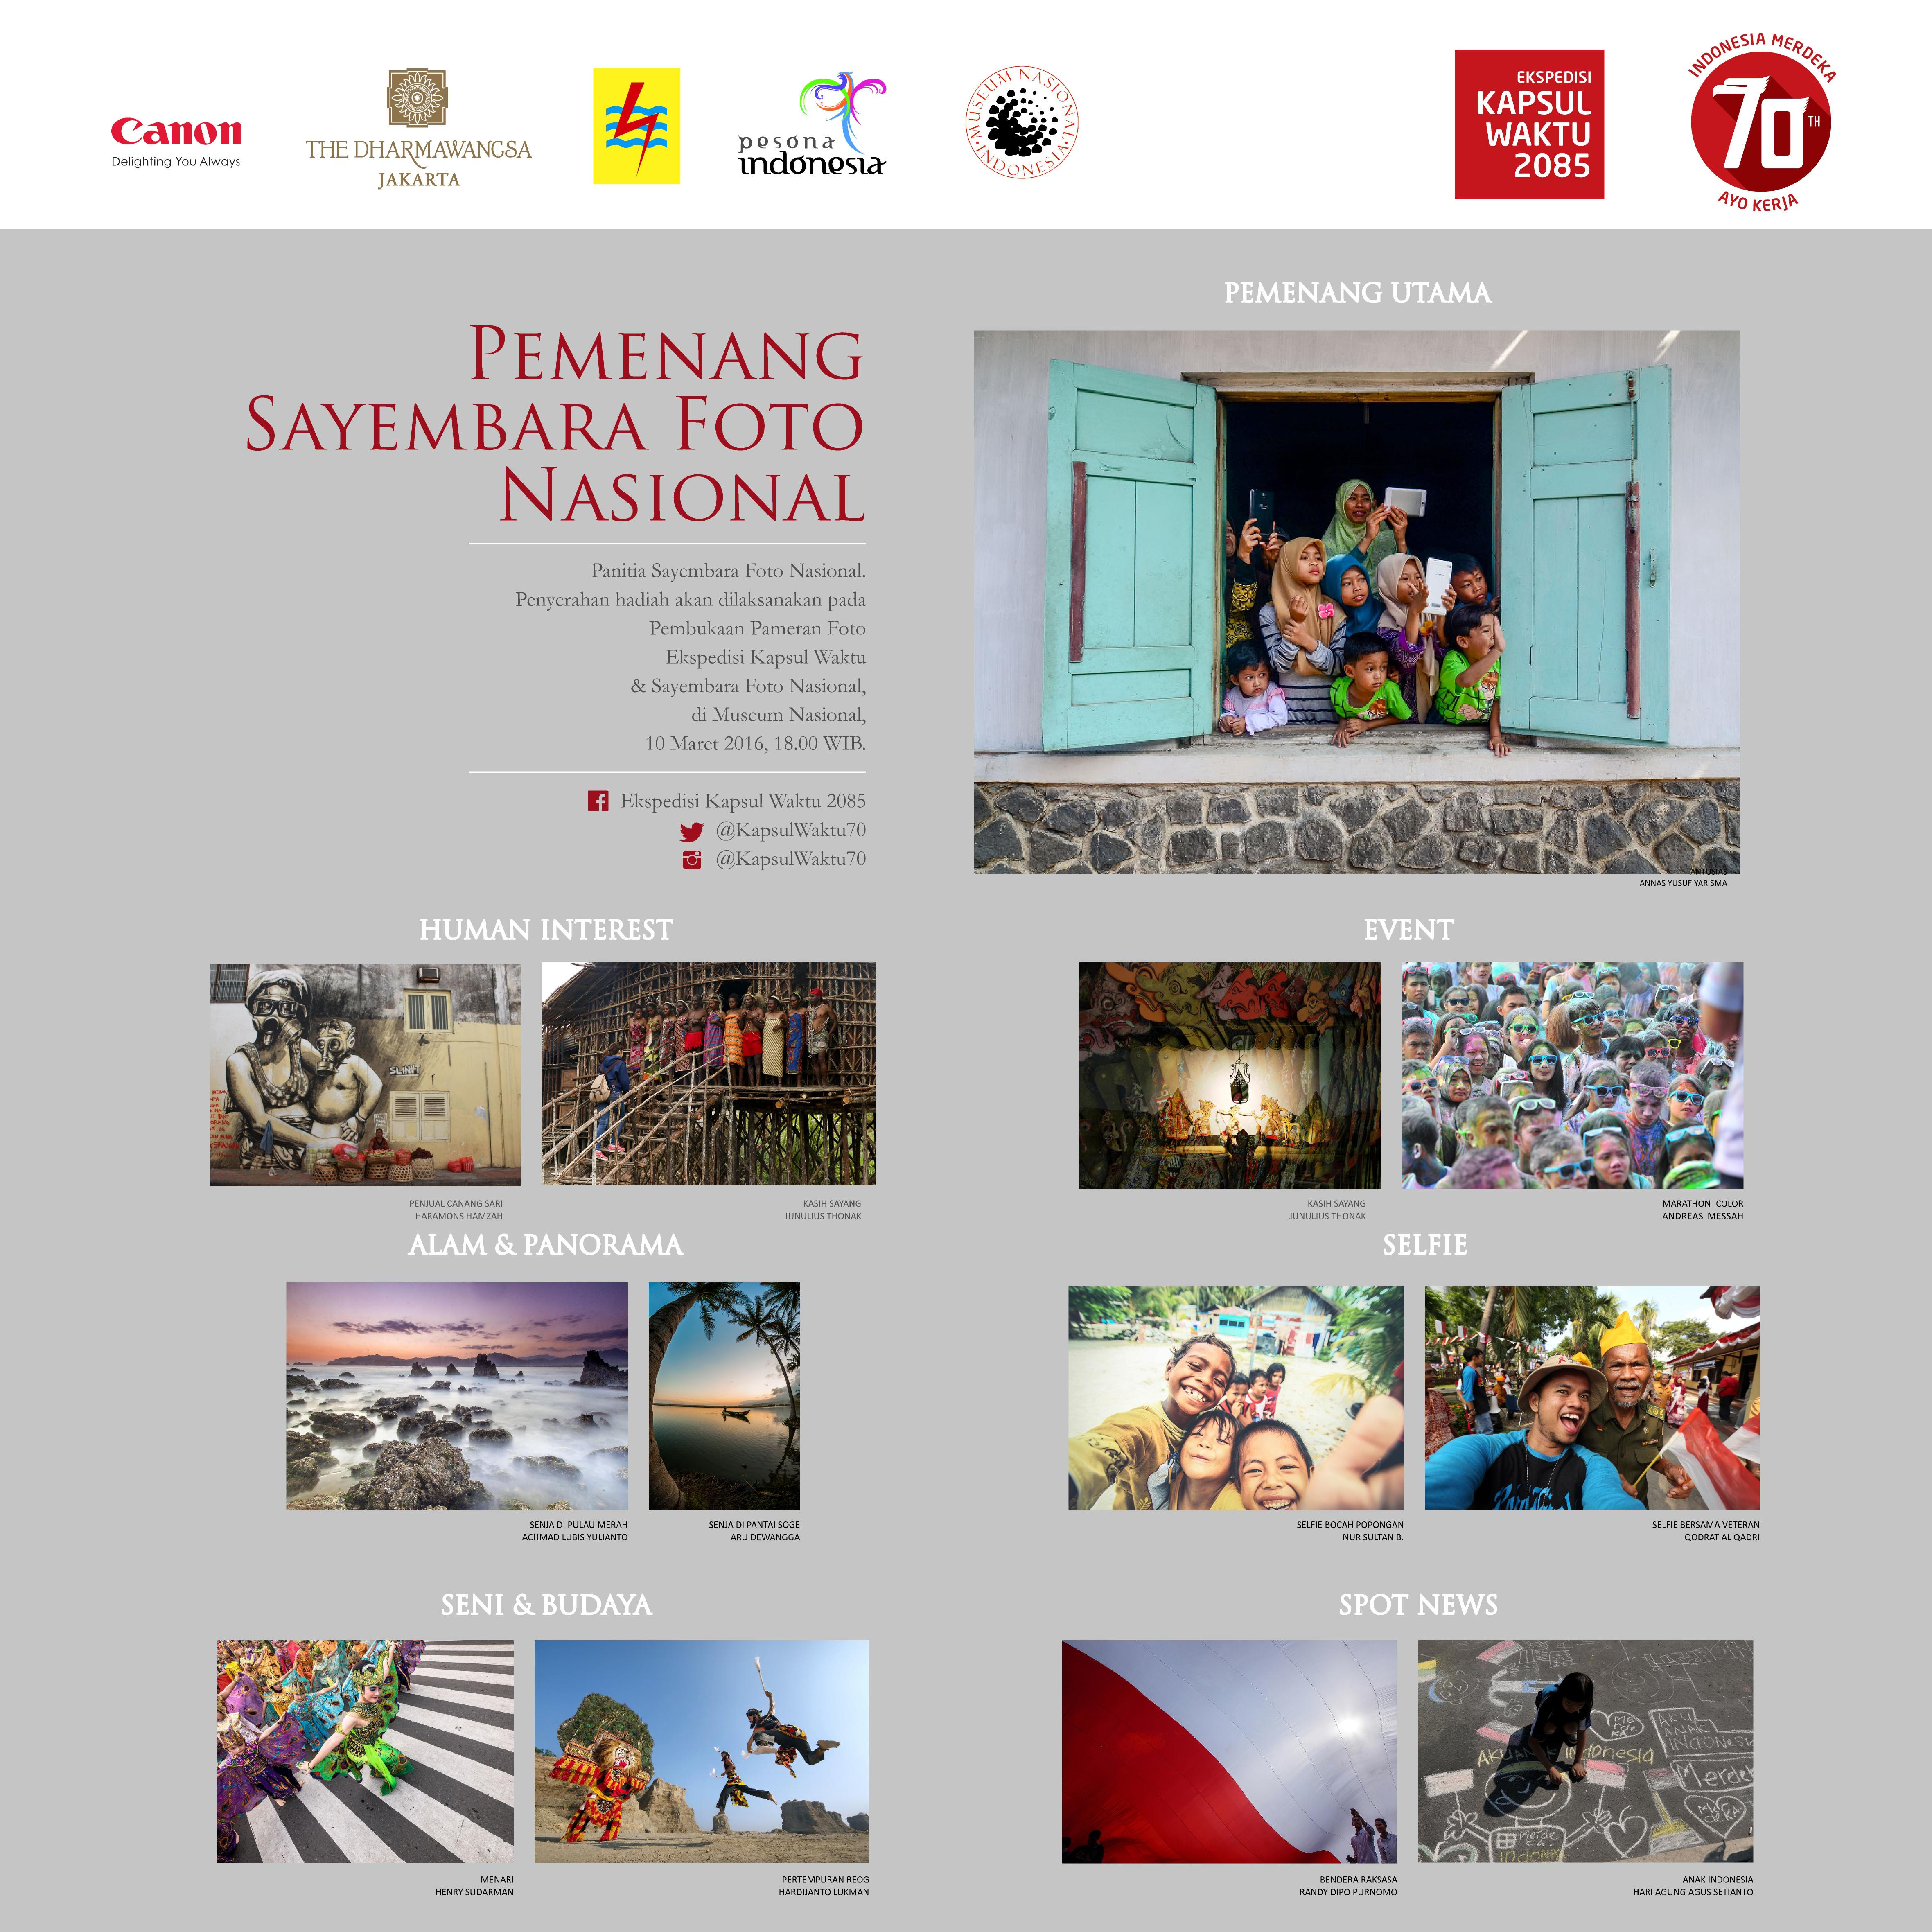 Canon
Delighting You Always
THE DHARMAWANGSA
JAKARTA
pesona
indonesia
MUSEUM NASIONAL
INDONESIA
EKSPEDISI
KAPSUL
WAKTU
2085
INDONESIA MERDEKA
70 TH
AYO KERJA
PEMENANG
SAYEMBARA FOTO
NASIONAL
Panitia Sayembara Foto Nasional.
Penyerahan hadiah akan dilaksanakan pada
Pembukaan Pameran Foto
Ekspedisi Kapsul Waktu
& Sayembara Foto Nasional,
di Museum Nasional,
10 Maret 2016, 18.00 WIB.
Ekspedisi Kapsul Waktu 2085
@KapsulWaktu70
@KapsulWaktu70
PEMENANG UTAMA
ANTUSIAS
ANNAS YUSUF YARISMA
HUMAN INTEREST
PENJUAL CANANG SARI
HARAMONS HAMZAH
KASIH SAYANG
JUNULIUS THONAK
EVENT
KASIH SAYANG
JUNULIUS THONAK
MARATHON_COLOR
ANDREAS MESSAH
ALAM & PANORAMA
SENJA DI PULAU MERAH
ACHMAD LUBIS YULIANTO
SENJA DI PANTAI SOGE
ARU DEWANGGA
SELFIE
SELFIE BOCAH POPONGAN
NUR SULTAN B.
SELFIE BERSAMA VETERAN
QODRAT AL QADRI
SENI & BUDAYA
MENARI
HENRY SUDARMAN
PERTEMPURAN REOG
HARDIJANTO LUKMAN
SPOT NEWS
BENDERA RAKSASA
RANDY DIPO PURNOMO
AKU
ANAK
INDONESI
Indonesia
Merdek
Merde
KA
ANAK INDONESIA
HARI AGUNG AGUS SETIANTO